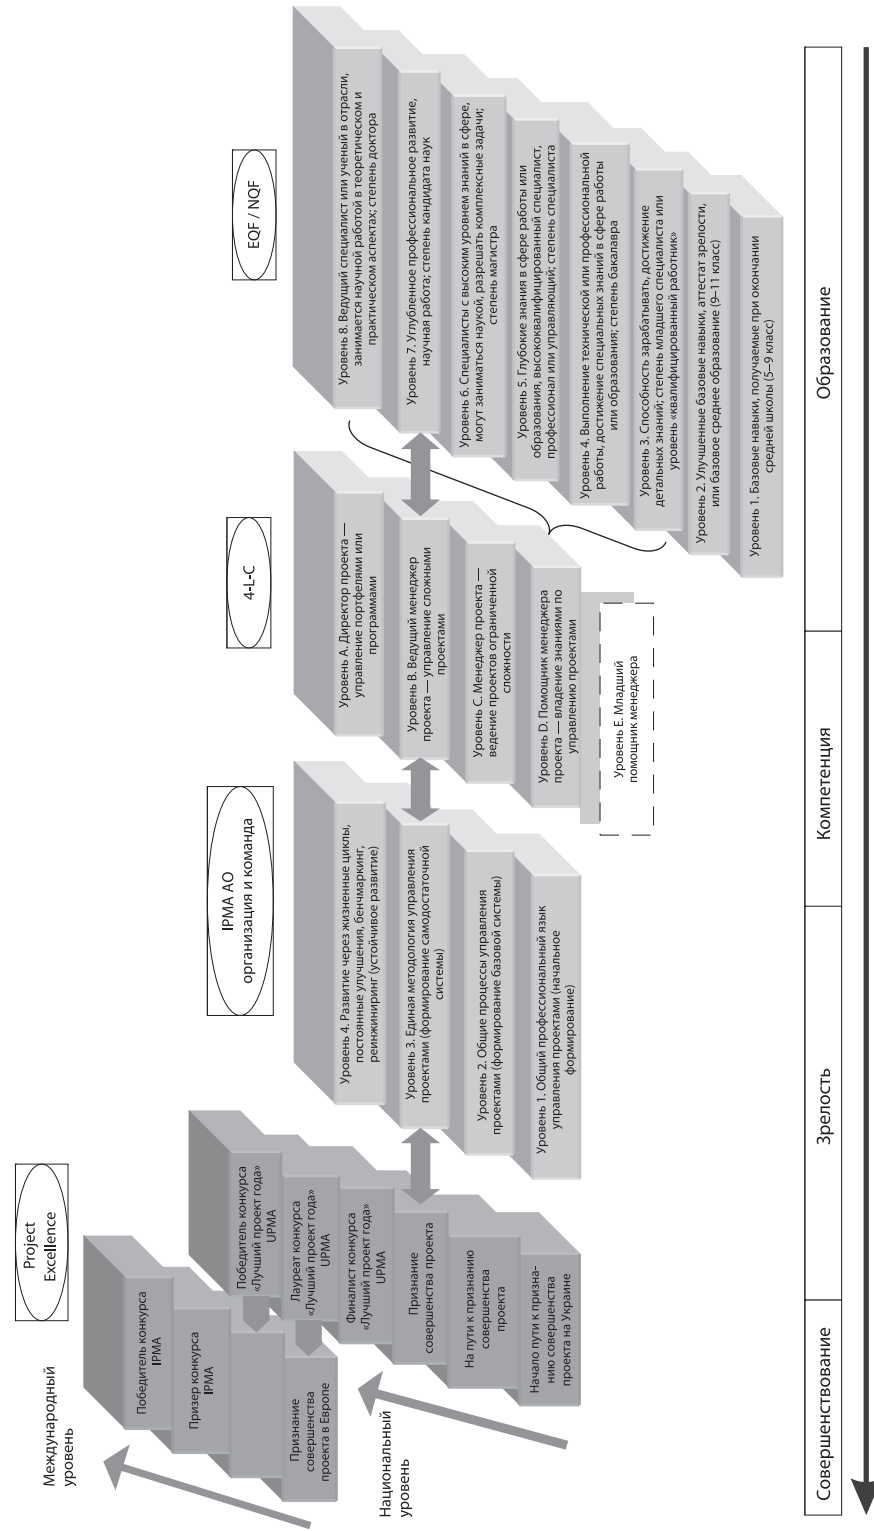 Международный
уровень
Национальный
уровень
Project
Excellence
Победитель конкурса
IPMA
Призер конкурса
IPMA
Признание
совершенства
проекта в Европе
Победитель конкурса
«Лучший проект года»
UPMA
Лауреат конкурса
«Лучший проект года»
UPMA
Финалист конкурса
«Лучший проект года»
UPMA
Признание
совершенства проекта
На пути к признанию
совершенства
проекта
Начало пути к призна-
нию совершенства
проекта на Украине
IPMA AO
организация и команда
Уровень 4. Развитие через жизненные циклы,
постоянные улучшения, бенчмаркинг,
реинжиниринг (устойчивое развитие)
Уровень 3. Единая методология управления
проектами (формирование самодостаточной
системы)
Уровень 2. Общие процессы управления
проектами (формирование базовой системы)
Уровень 1. Общий профессиональный язык
управления проектами (начальное
формирование)
4-L-C
Уровень А. Директор проекта —
управление портфелями или
программами
Уровень В. Ведущий менеджер
проекта — управление сложными
проектами
Уровень С. Менеджер проекта —
ведение проектов ограниченной
сложности
Уровень D. Помощник менеджера
проекта — владение знаниями по
управлению проектами
Уровень Е. Младший
помощник менеджера
EQF / NQF
Уровень 8. Ведущий специалист или ученый в отрасли,
занимается научной работой в теоретическом и
практическом аспектах; степень доктора
Уровень 7. Углубленное профессиональное развитие,
научная работа; степень кандидата наук
Уровень 6. Специалисты с высоким уровнем знаний в сфере,
могут заниматься наукой, разрешать комплексные задачи;
степень магистра
Уровень 5. Глубокие знания в сфере работы или
образования, высококвалифицированный специалист,
профессионал или управляющий; степень специалиста
Уровень 4. Выполнение технической или профессиональной
работы, достижение специальных знаний в сфере работы
или образования; степень бакалавра
Уровень 3. Способность зарабатывать, достижение
детальных знаний; степень младшего специалиста или
уровень «квалифицированный работник»
Уровень 2. Улучшенные базовые навыки, аттестат зрелости,
или базовое среднее образование (9–11 класс)
Уровень 1. Базовые навыки, получаемые при окончании
средней школы (5–9 класс)
Совершенствование
Зрелость
Компетенция
Образование